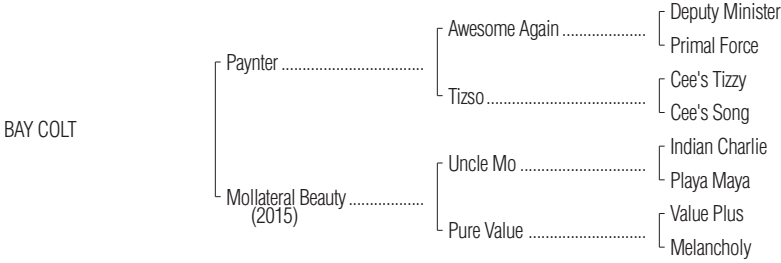 Deputy Minister
Awesome Again ....................
Primal Force
Paynter ..................................
Cee's Tizzy
Tizso ......................................
Cee's Song
BAY COLT
Indian Charlie
Uncle Mo ..............................
Playa Maya
Mollateral Beauty ..................
(2015)
Value Plus
Pure Value ............................
Melancholy